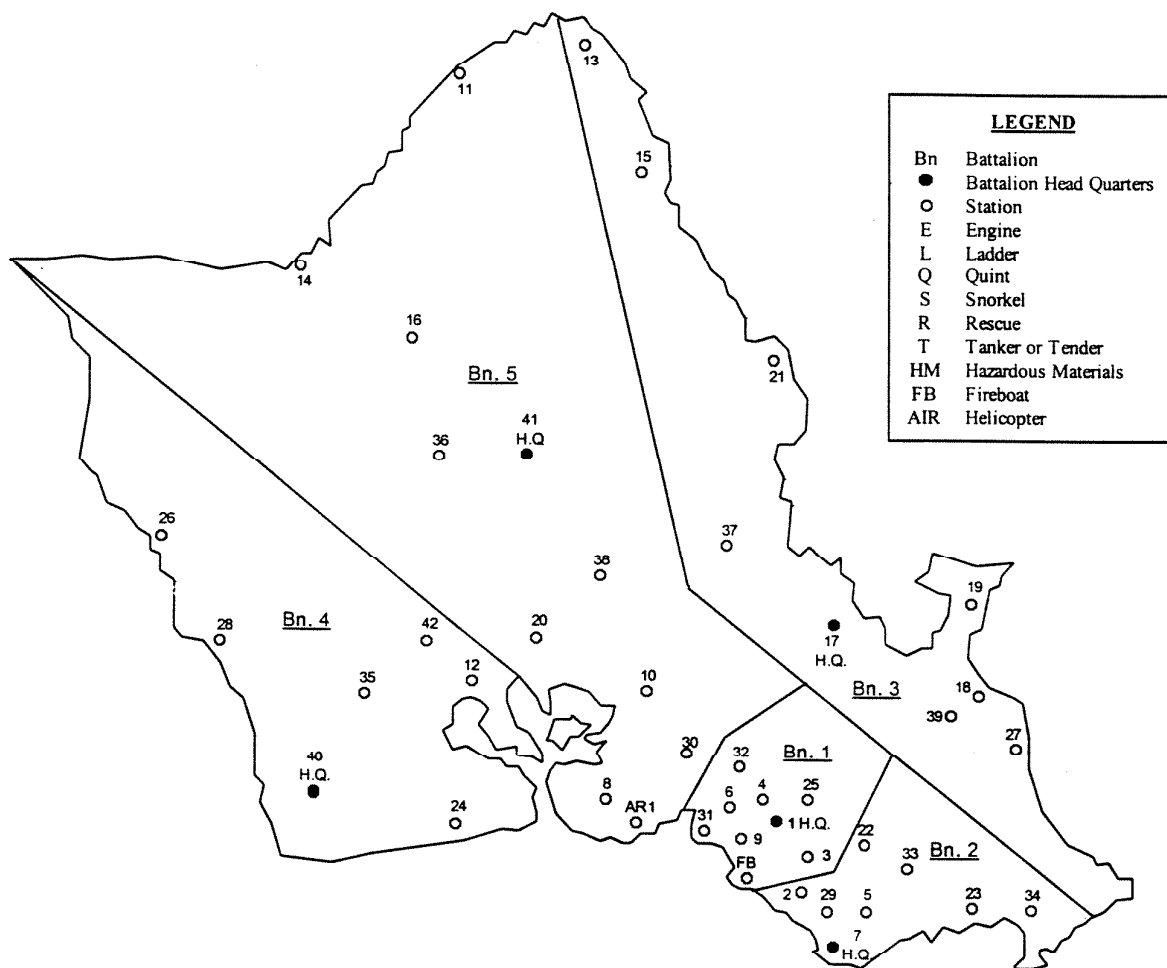 13
11
15
LEGEND
Bn Battalion
● Battalion Head Quarters
○ Station
E Engine
L Ladder
Q Quint
S Snorkel
R Rescue
T Tanker or Tender
HM Hazardous Materials
FB Fireboat
AIR Helicopter
14
16
21
Bn. 5
41
H.Q
36
26
37
38
19
Bn. 4
28
42
20
17
H.Q.
12
35
10
Bn. 3
18
39
27
30
Bn. 1
32
40
H.Q.
8
6
4
25
24
AR1
31
1 H.Q.
9
22
3
Bn. 2
33
FB
2
29
5
23
34
7
H.Q.